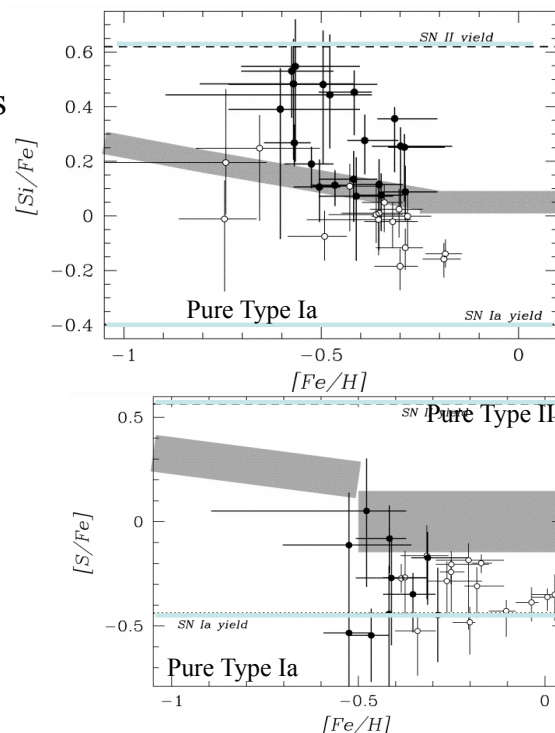 s
0.6
SN II yield
0.4
[Si/Fe]
0.2
0
−0.2
Pure Type Ia
SN Ia yield
−0.4
−1
−0.5
0
[Fe/H]
0.5
Pure Type II
[S/Fe]
0
−0.5
SN Ia yield
Pure Type Ia
−1
−0.5
0
[Fe/H]